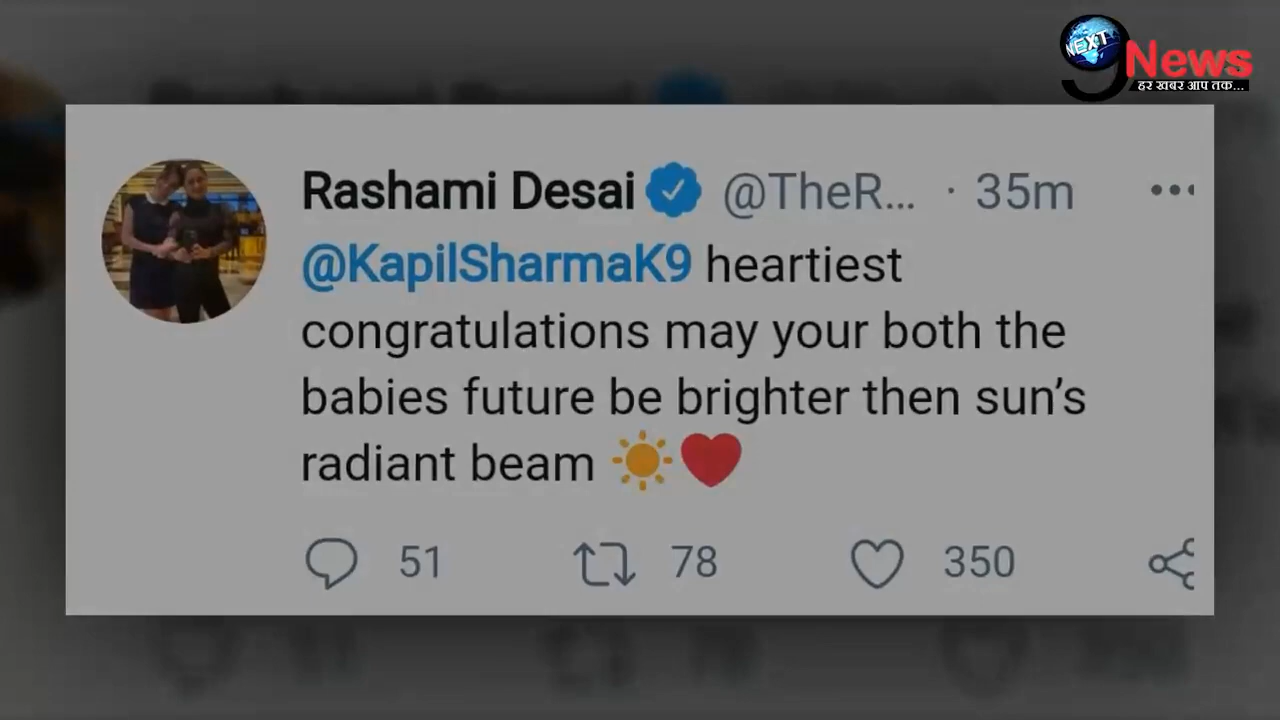 NEXT
9 News
हर खबर आप तक...
Rashami Desai @TheR... · 35m
@KapilSharmaK9 heartiest
congratulations may your both the
babies future be brighter then sun’s
radiant beam ☀️❤️
51 78 350